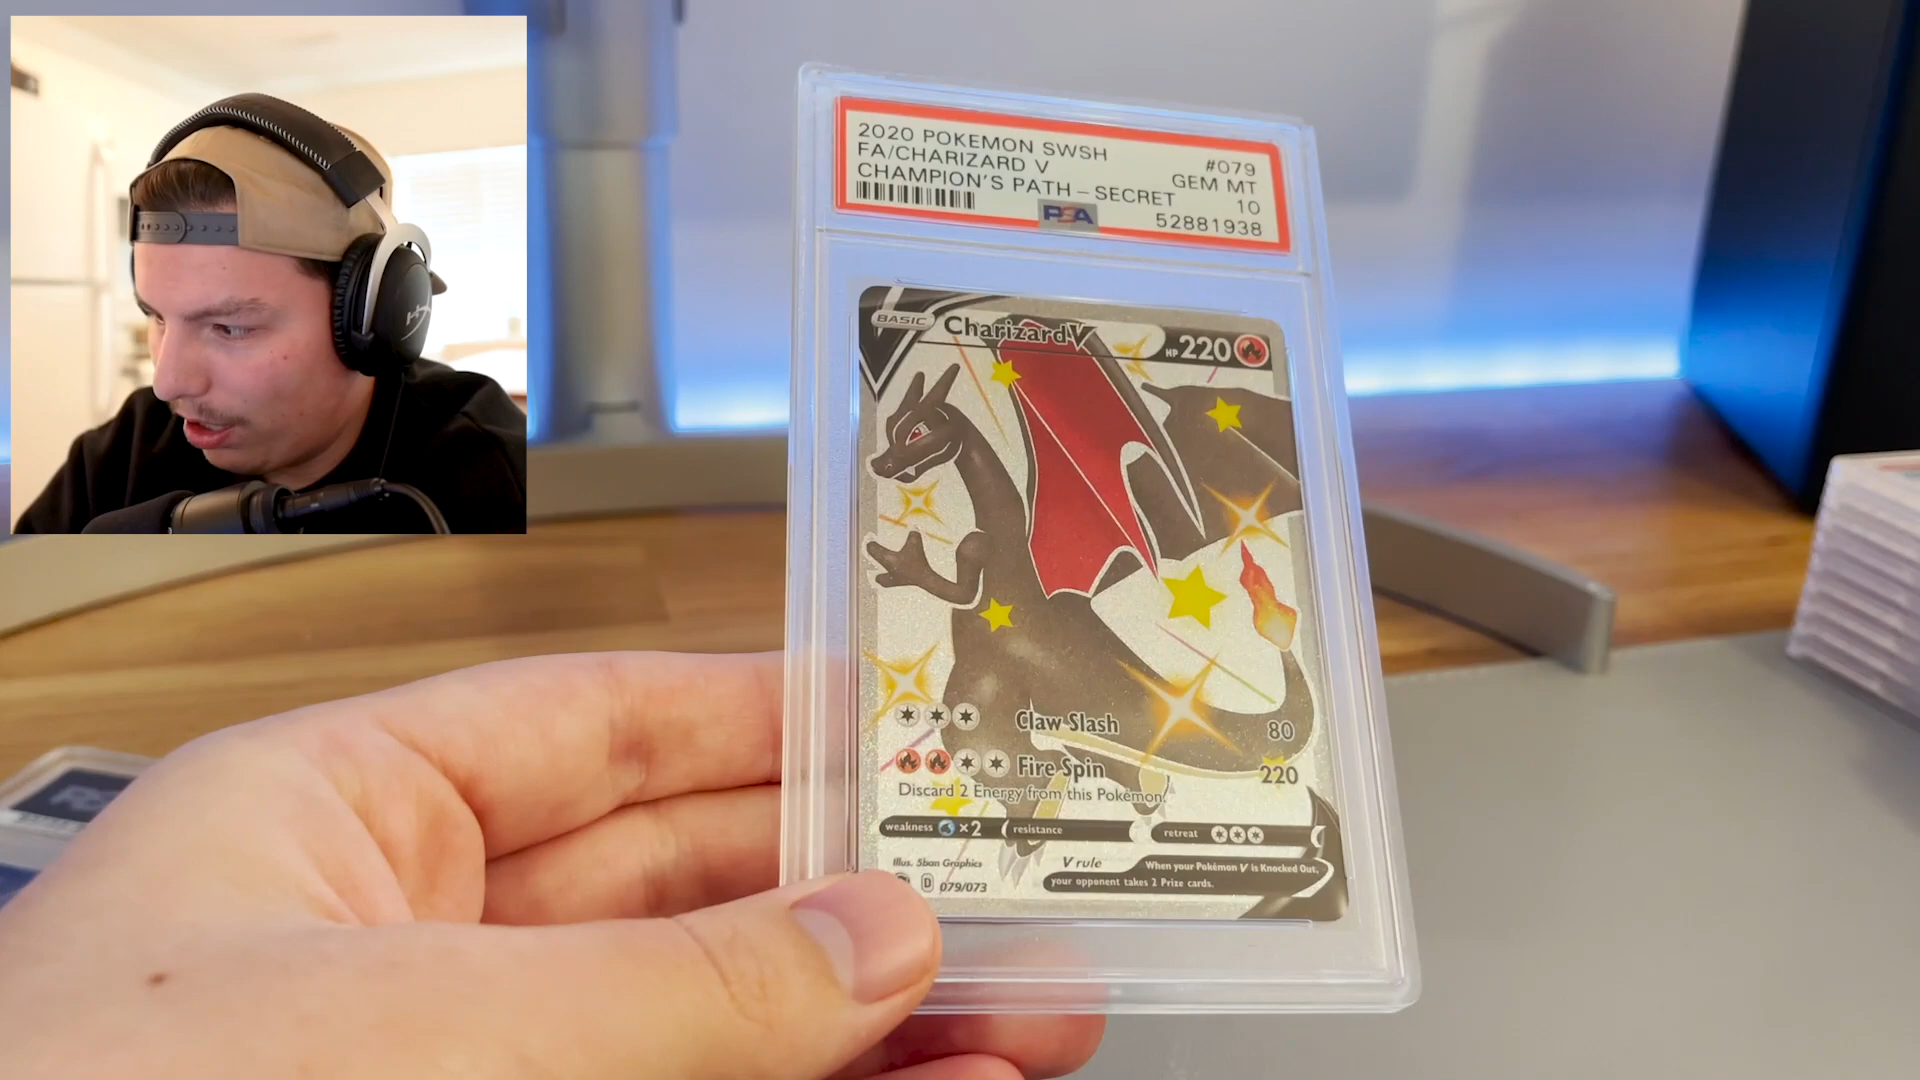 2020 POKEMON SWSH
#079
FA/CHARIZARD V
GEM MT
CHAMPION'S PATH – SECRET
10
PSA
52881938
BASIC
Charizard V
HP 220
Claw Slash
80
Fire Spin
220
Discard 2 Energy from this Pokémon.
weakness
×2
resistance
retreat
Illus. 5ban Graphics
V rule
When your Pokémon V is Knocked Out,
your opponent takes 2 Prize cards.
D 079/073